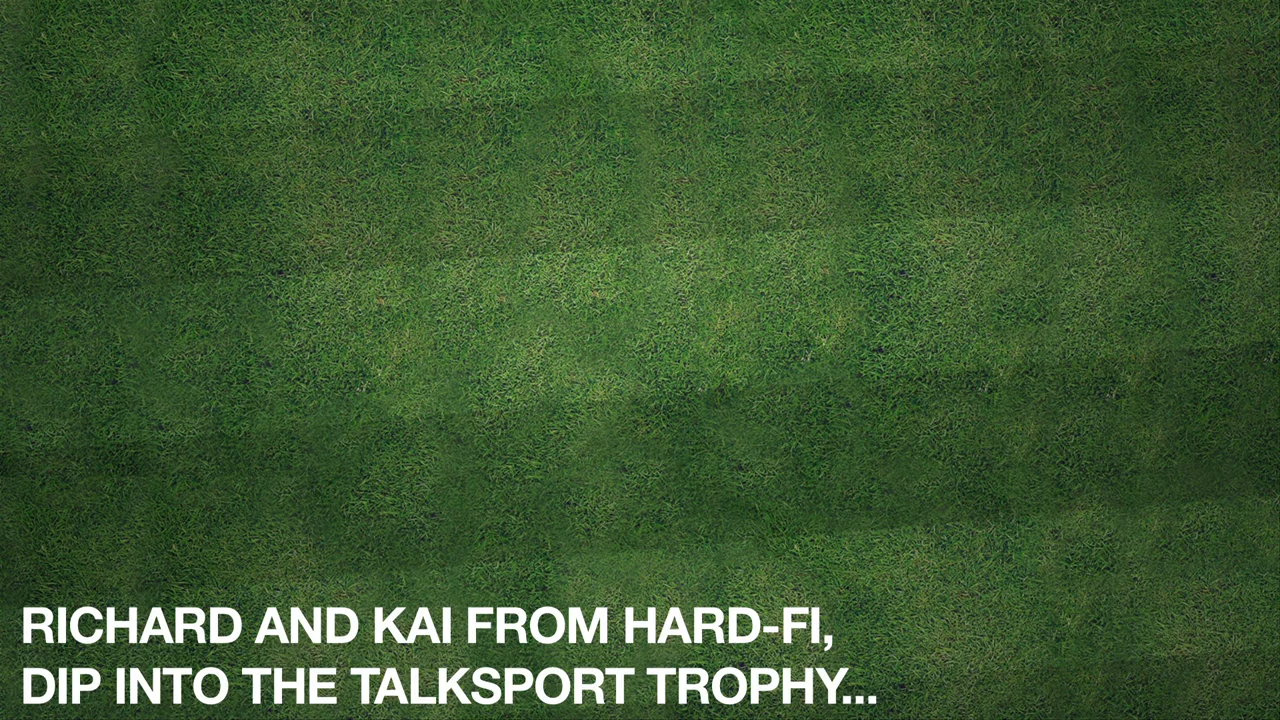 RICHARD AND KAI FROM HARD-FI,
DIP INTO THE TALKSPORT TROPHY...